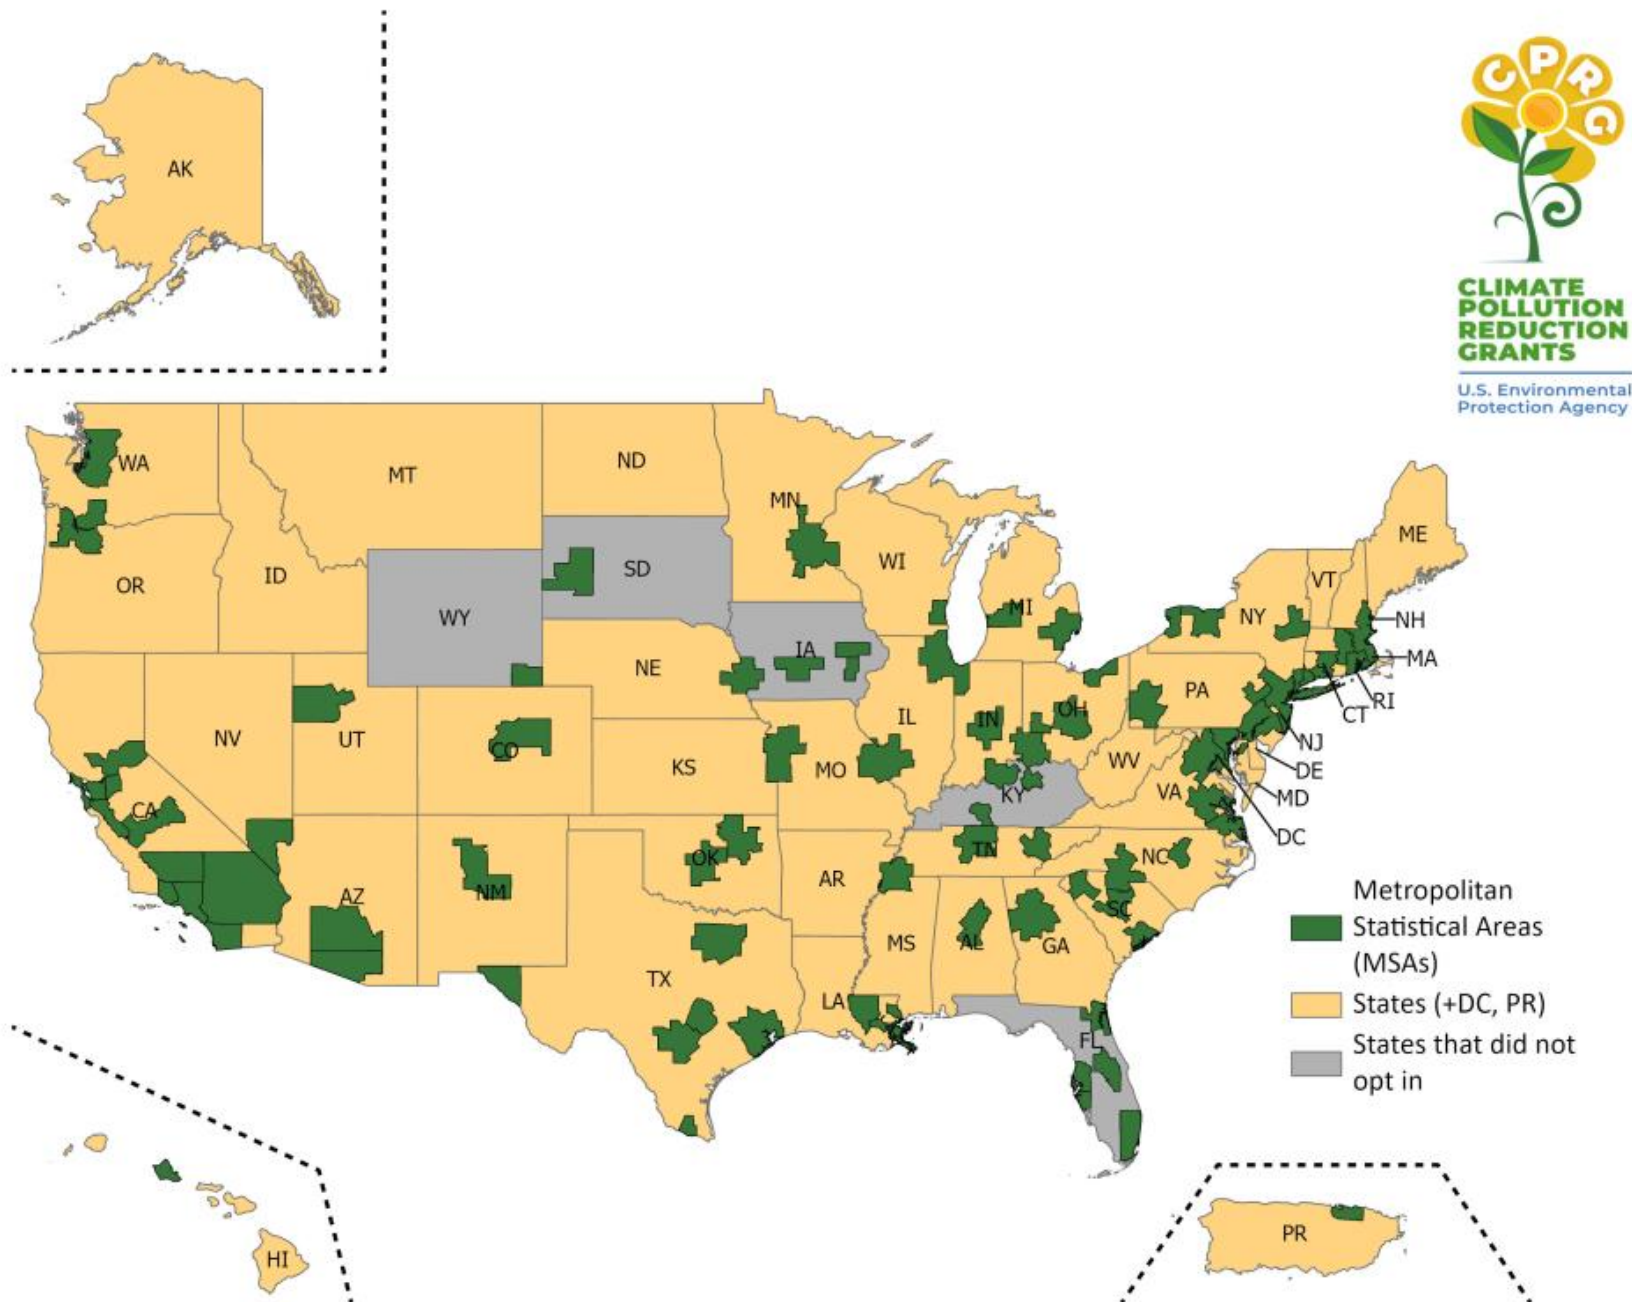 CPRG
CLIMATE
POLLUTION
REDUCTION
GRANTS
U.S. Environmental
Protection Agency
AK
WA
MT
ND
MN
ME
OR
ID
SD
WI
VT
WY
MI
NY
NH
IA
MA
NE
PA
RI
CT
NV
UT
CO
IL
IN
OH
NJ
KS
MO
WV
DE
KY
VA
MD
CA
DC
OK
TN
NC
AZ
NM
AR
SC
MS
AL
GA
TX
LA
FL
HI
PR
Metropolitan
Statistical Areas
(MSAs)
States (+DC, PR)
States that did not
opt in